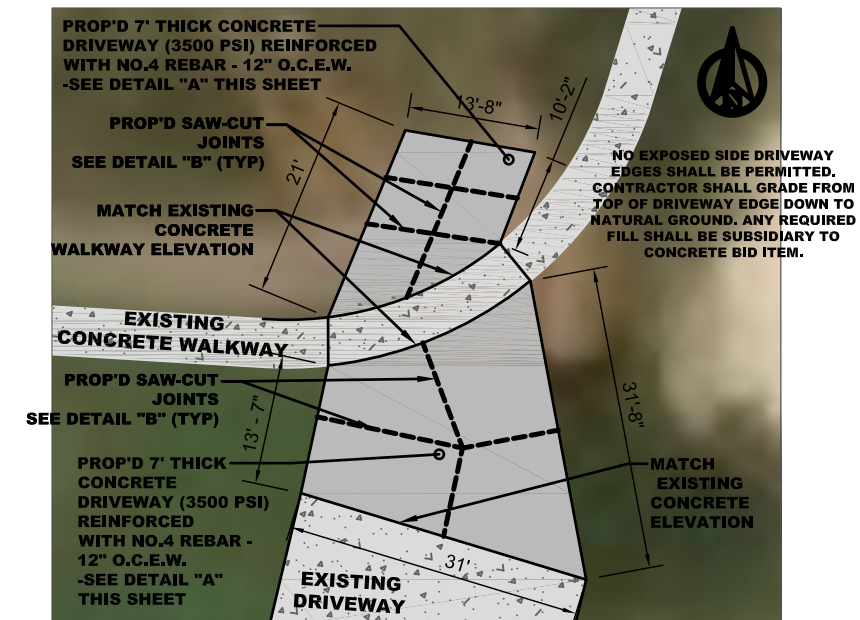 PROP'D 7' THICK CONCRETE
DRIVEWAY (3500 PSI) REINFORCED
WITH NO.4 REBAR - 12" O.C.E.W.
-SEE DETAIL "A" THIS SHEET
13'-8"
10'-2"
PROP'D SAW-CUT
JOINTS
SEE DETAIL "B" (TYP)
21'
MATCH EXISTING
CONCRETE
WALKWAY ELEVATION
N
NO EXPOSED SIDE DRIVEWAY
EDGES SHALL BE PERMITTED.
CONTRACTOR SHALL GRADE FROM
TOP OF DRIVEWAY EDGE DOWN TO
NATURAL GROUND. ANY REQUIRED
FILL SHALL BE SUBSIDIARY TO
CONCRETE BID ITEM.
EXISTING
CONCRETE WALKWAY
PROP'D SAW-CUT
JOINTS
SEE DETAIL "B" (TYP)
13' - 7"
31'-8"
PROP'D 7' THICK
CONCRETE
DRIVEWAY (3500 PSI)
REINFORCED
WITH NO.4 REBAR -
12" O.C.E.W.
-SEE DETAIL "A"
THIS SHEET
MATCH
EXISTING
CONCRETE
ELEVATION
31'
EXISTING
DRIVEWAY